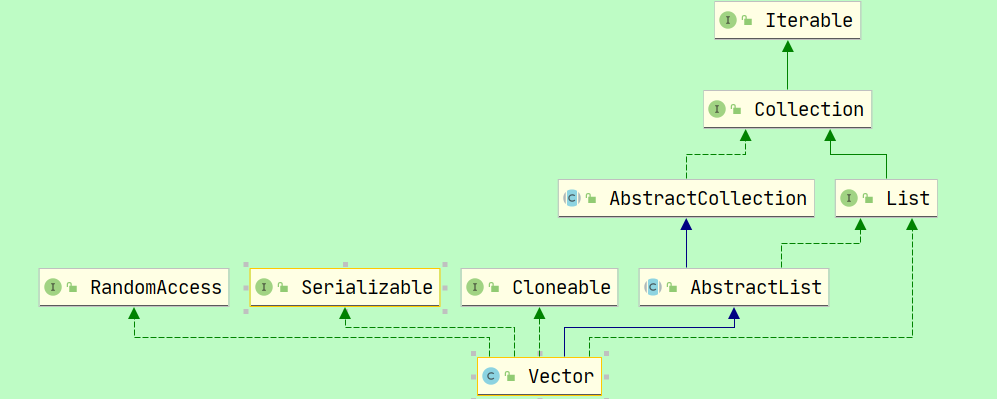 I Iterable
I Collection
C AbstractCollection
I List
I RandomAccess
I Serializable
I Cloneable
C AbstractList
C Vector